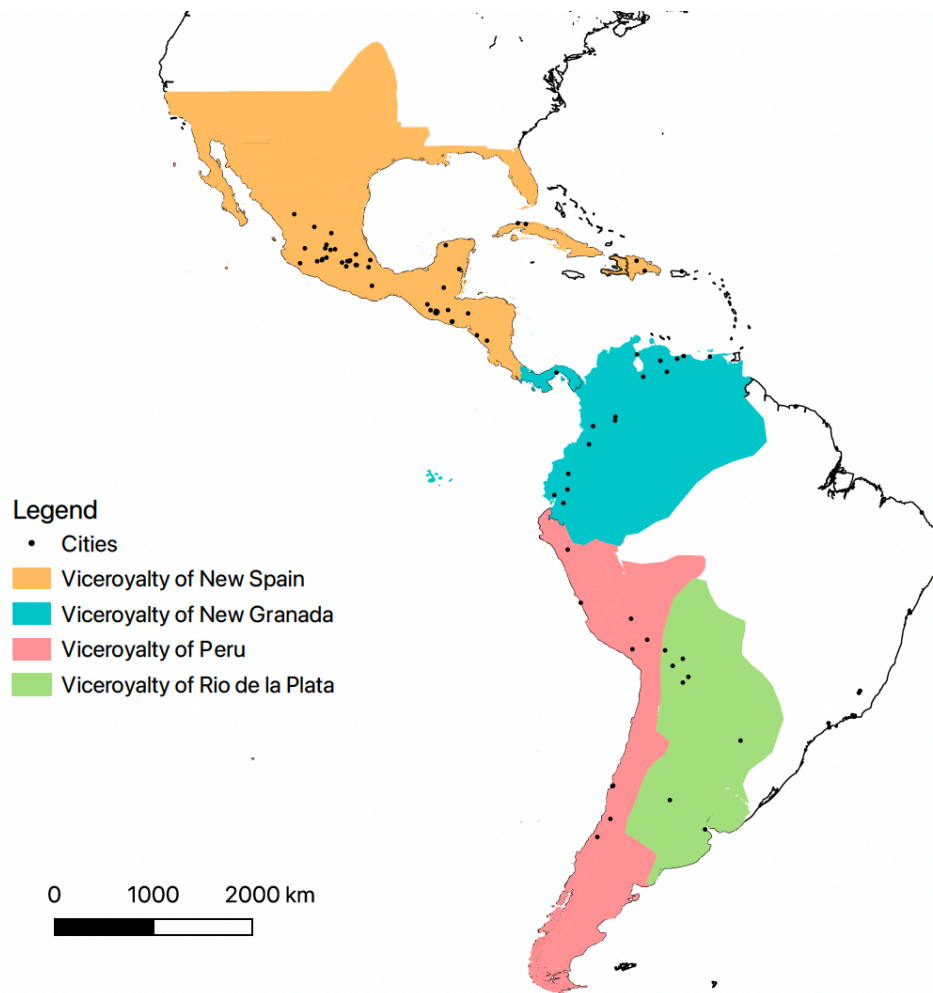 Legend
Cities
Viceroyalty of New Spain
Viceroyalty of New Granada
Viceroyalty of Peru
Viceroyalty of Rio de la Plata
0 1000 2000 km